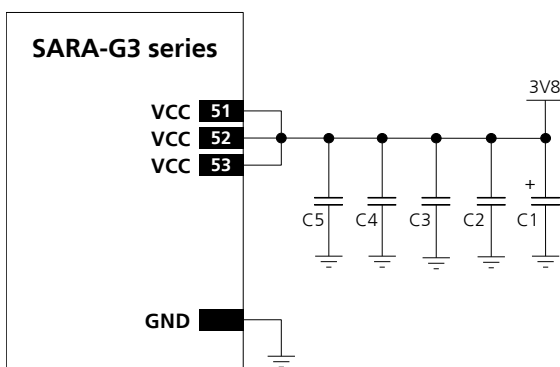 SARA-G3 series
3V8
VCC 51
VCC 52
VCC 53
+
C5 C4 C3 C2 C1
GND